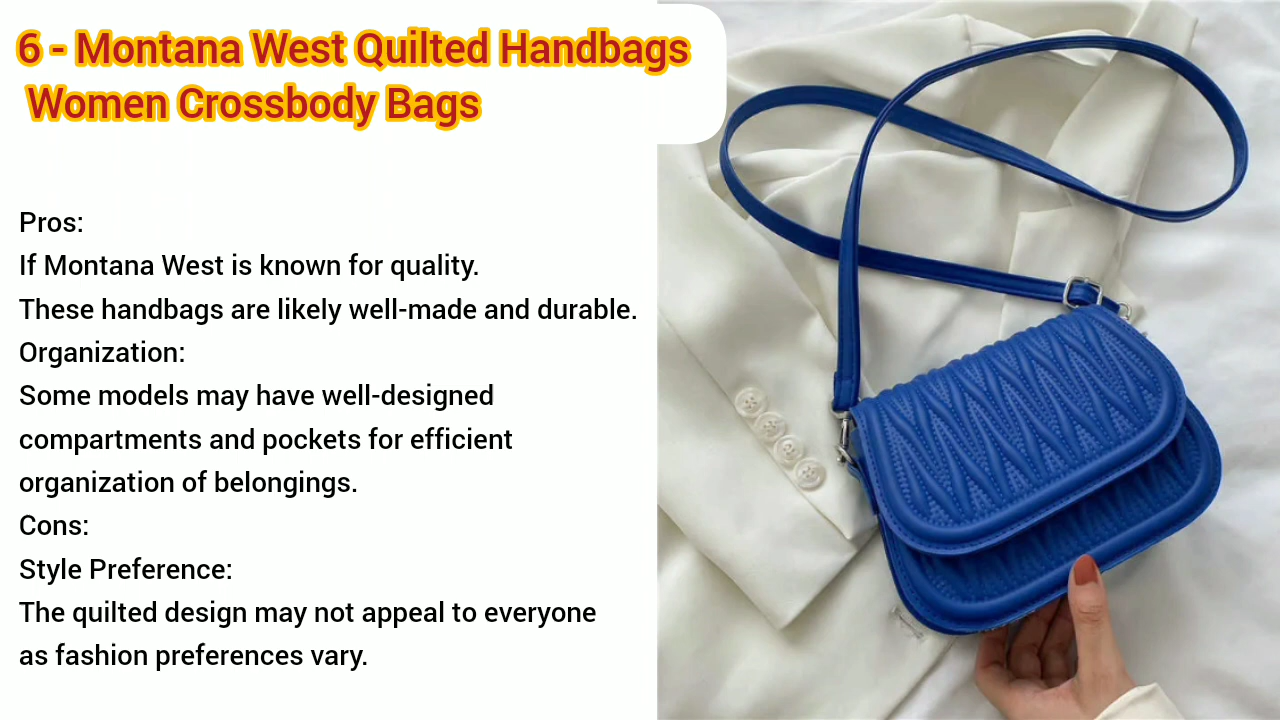 6 - Montana West Quilted Handbags
Women Crossbody Bags
Pros:
If Montana West is known for quality.
These handbags are likely well-made and durable.
Organization:
Some models may have well-designed
compartments and pockets for efficient
organization of belongings.
Cons:
Style Preference:
The quilted design may not appeal to everyone
as fashion preferences vary.